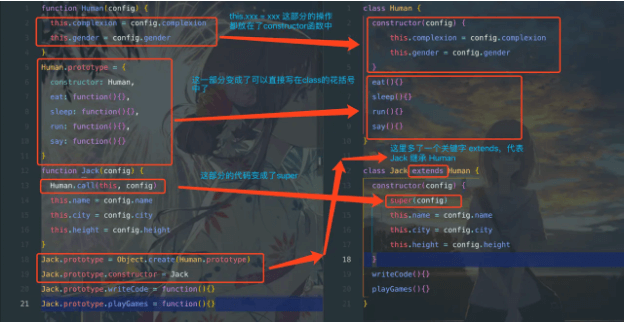 function Human(config) {
this.complexion = config.complexion
this.gender = config.gender
}
Human.prototype = {
constructor: Human,
eat: function(){},
sleep: function(){},
run: function(){},
say: function(){}
}
function Jack(config) {
Human.call(this, config)
this.name = config.name
this.city = config.city
this.height = config.height
}
Jack.prototype = Object.create(Human.prototype)
Jack.prototype.constructor = Jack
Jack.prototype.writeCode = function(){}
21 Jack.prototype.playGames = function(){}
this.xxx = xxx 这部分的操作
都放在了constructor函数中
这一部分变成了可以直接写在class的花括号
中了
这部分的代码变成了super
class Human {
constructor(config) {
this.complexion = config.complexion
this.gender = config.gender
}
eat(){}
sleep(){}
run(){}
say(){}
}
这里多了一个关键字 extends，代表
Jack 继承 Human
class Jack extends Human {
constructor(config) {
super(config)
this.name = config.name
this.city = config.city
this.height = config.height
18 }
writeCode(){}
playGames(){}
}